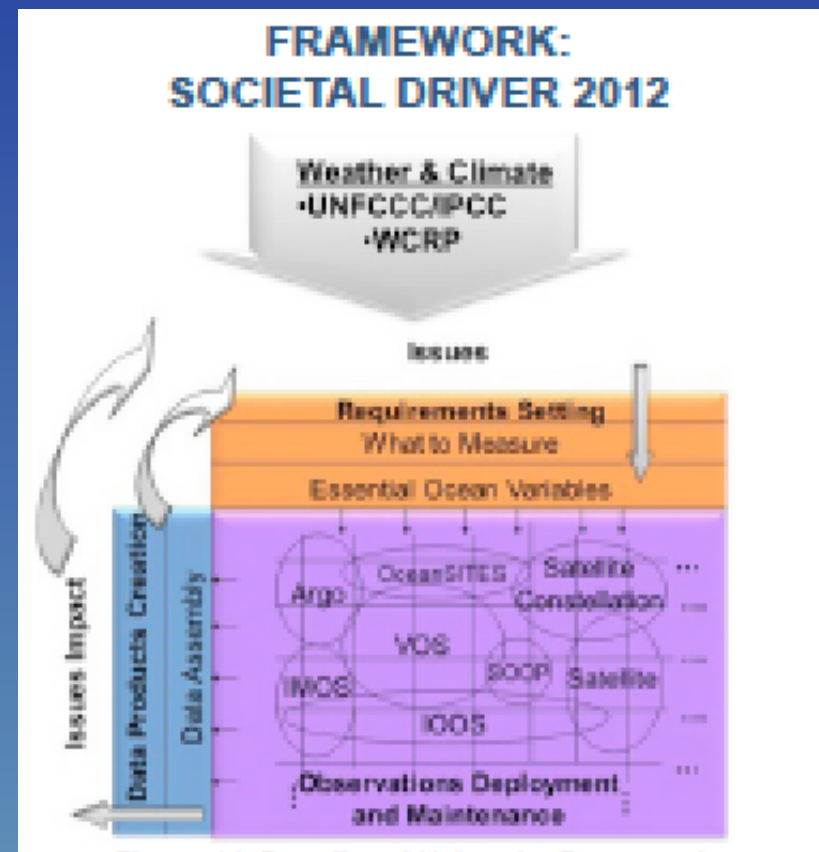 FRAMEWORK:
SOCIETAL DRIVER 2012
Weather & Climate
•UNFCCC/IPCC
•WCRP
Issues
Requirements Setting
What to Measure
Essential Ocean Variables
Issues Impact
Data Products Creation
Data Assembly
Argo
OceanSITES
Satellite
Constellation
VOS
IMOS
SOOP
Satellite
IOOS
...
...
...
...
...
Observations Deployment
and Maintenance